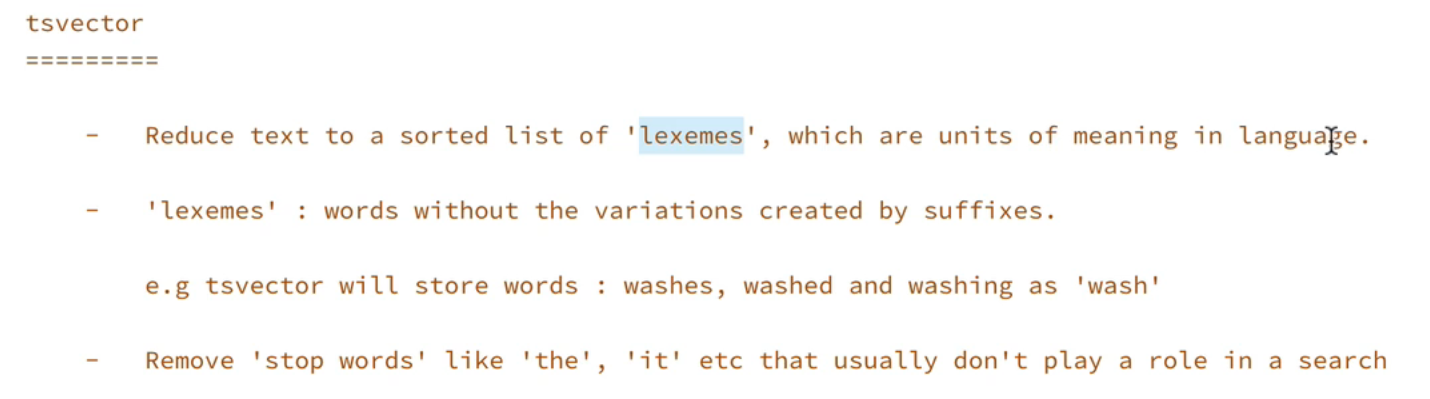 tsvector
=========
- Reduce text to a sorted list of 'lexemes', which are units of meaning in language.
- 'lexemes' : words without the variations created by suffixes.
e.g tsvector will store words : washes, washed and washing as 'wash'
- Remove 'stop words' like 'the', 'it' etc that usually don't play a role in a search